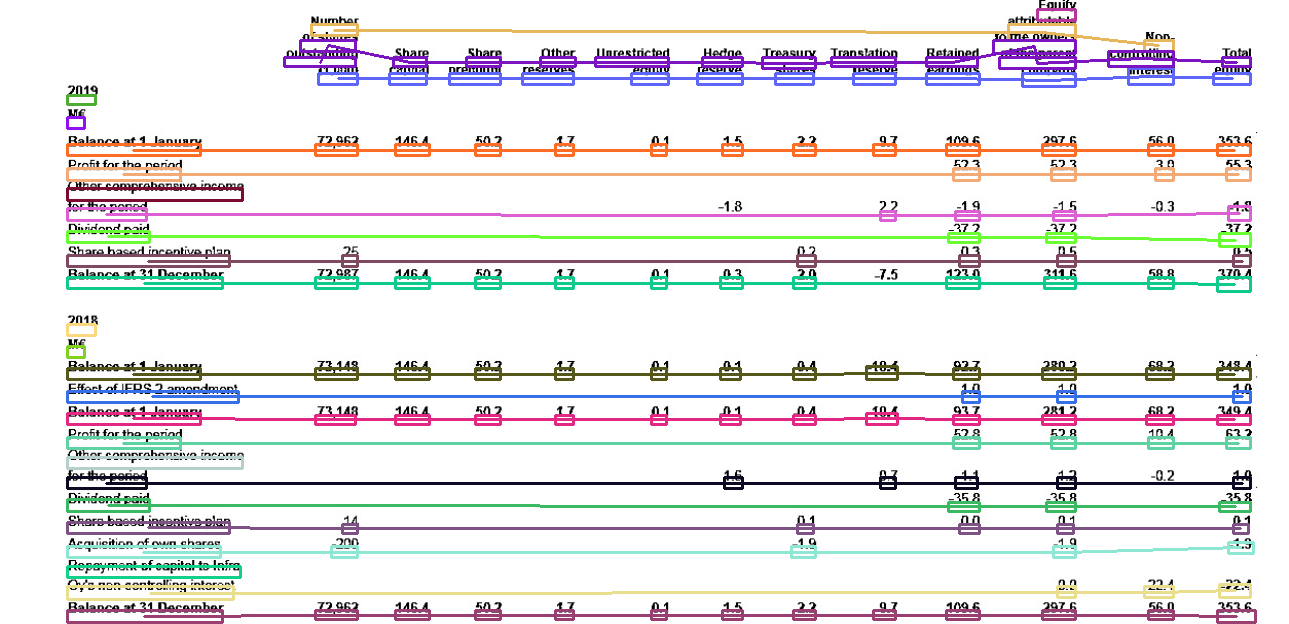 Equity
Number attributable
of shares to the owners Non-
outstanding Share Share Other Unrestricted Hedge Treasury Translation Retained of the parent controlling Total
capital premium reserves equity reserve shares reserve earnings company interest equity
2019
M€
Balance at 1 January 72,962 146.4 50.2 1.7 0.1 1.5 2.2 9.7 109.6 297.6 56.0 353.6
Profit for the period 52.3 52.3 3.0 55.3
Other comprehensive income
for the period -1.8 2.2 -1.9 -1.5 -0.3 -1.8
Dividend paid -37.2 -37.2 -37.2
Share based incentive plan 25 0.2 0.3 0.5 0.5
Balance at 31 December 72,987 146.4 50.2 1.7 0.1 0.3 2.0 -7.5 123.0 311.6 58.8 370.4
2018
M€
Balance at 1 January 73,148 146.4 50.2 1.7 0.1 0.1 0.4 -10.4 92.7 280.2 68.2 348.4
Effect of IFRS 2 amendment 1.0 1.0 1.0
Balance at 1 January 73,148 146.4 50.2 1.7 0.1 0.1 0.4 10.4 93.7 281.2 68.2 349.4
Profit for the period 52.8 52.8 10.4 63.2
Other comprehensive income
for the period 1.6 0.7 -1.1 1.2 -0.2 1.0
Dividend paid -35.8 -35.8 -35.8
Share based incentive plan 14 0.1 0.0 0.1 0.1
Acquisition of own shares -200 -1.9 -1.9 -1.9
Repayment of capital to Infra
Oy's non-controlling interest 0.0 -22.4 -22.4
Balance at 31 December 72,962 146.4 50.2 1.7 0.1 1.5 2.2 9.7 109.6 297.6 56.0 353.6